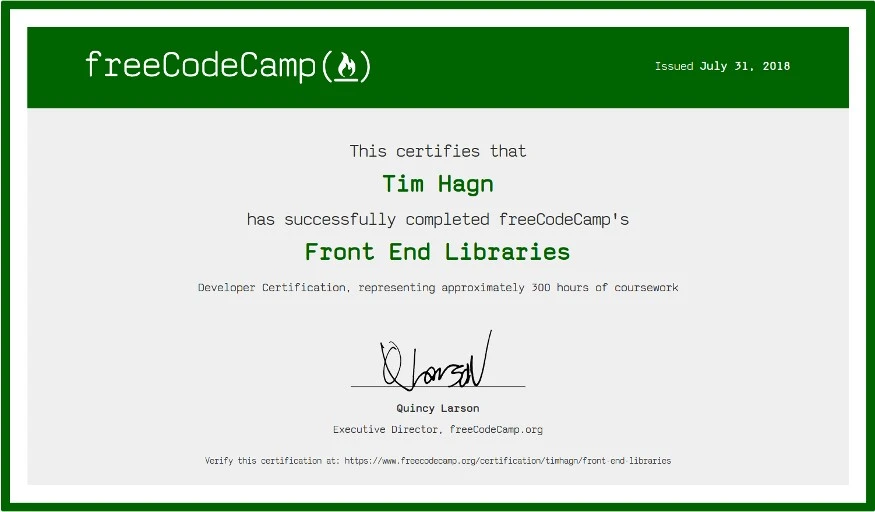 freeCodeCamp(🔥)
Issued July 31, 2018
This certifies that
Tim Hagn
has successfully completed freeCodeCamp's
Front End Libraries
Developer Certification, representing approximately 300 hours of coursework
Q Larson
Quincy Larson
Executive Director, freeCodeCamp.org
Verify this certification at: https://www.freecodecamp.org/certification/timhagn/front-end-libraries